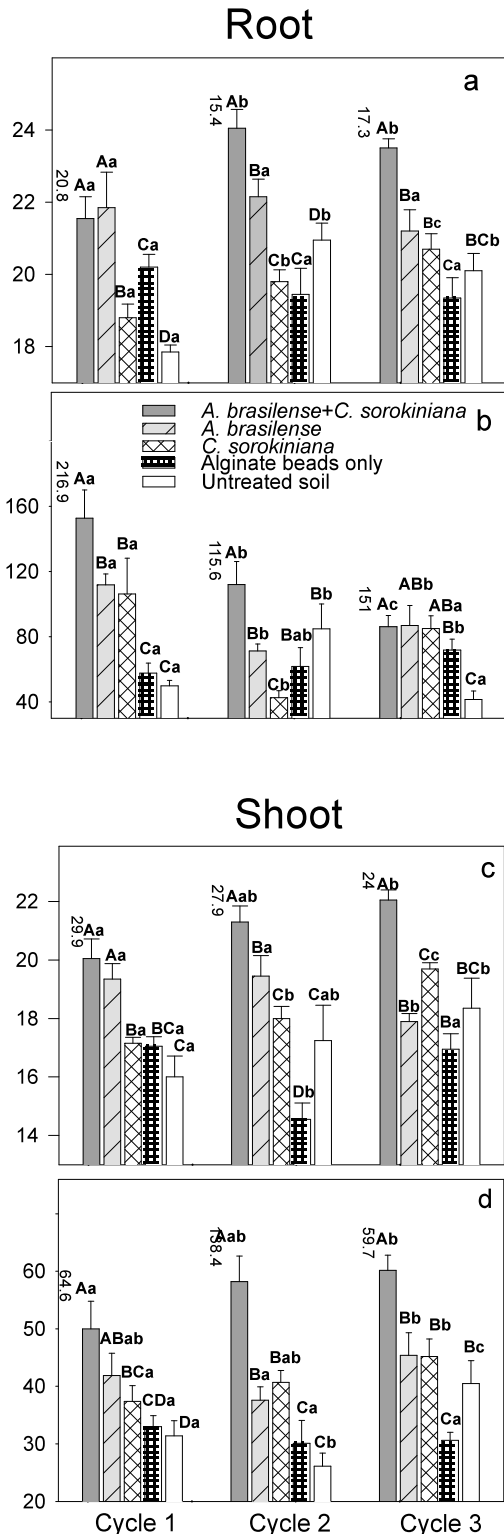 Root
a
24
22
20
18
20.8
Aa
Aa
Ba
Ca
Da
15.4
Ab
Ba
Cb
Ca
Db
17.3
Ab
Ba
Bc
Ca
BCb
b
A. brasilense+C. sorokiniana
A. brasilense
C. sorokiniana
Alginate beads only
Untreated soil
160
120
80
40
216.9
Aa
Ba
Ba
Ca
Ca
115.6
Ab
Bb
Cb
Bab
Bb
151
Ac
ABb
ABa
Bb
Ca
Shoot
c
22
20
18
16
14
29.9
Aa
Aa
Ba
BCa
Ca
27.9
Aab
Ba
Cb
Db
Cab
24
Ab
Bb
Cc
Ba
BCb
d
60
50
40
30
20
64.6
Aa
ABab
BCa
CDa
Da
Aab
Ba
Bab
Ca
Cb
59.7
Ab
Bb
Bb
Ca
Bc
Cycle 1
Cycle 2
Cycle 3